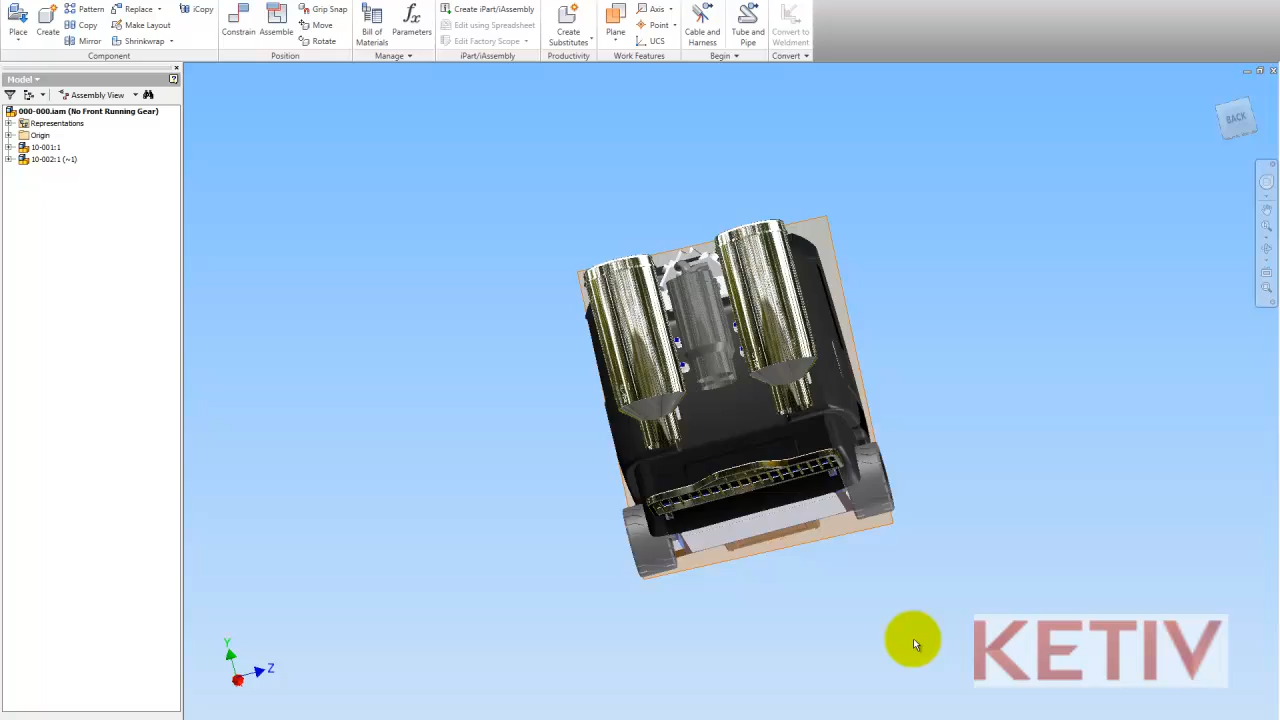 Pattern Replace iCopy Grip Snap Create iPart/iAssembly Axis
Copy Make Layout Move Edit using Spreadsheet Point
Place Create Mirror Shrinkwrap Constrain Assemble Rotate Bill of Materials Parameters Edit Factory Scope Create Substitutes Plane UCS Cable and Harness Tube and Pipe Convert to Weldment
Component Position Manage iPart/iAssembly Productivity Work Features Begin Convert
Model
Assembly View
000-000.iam (No Front Running Gear)
Representations
Origin
10-001:1
10-002:1 (~1)
BACK
Y
Z
KETIV